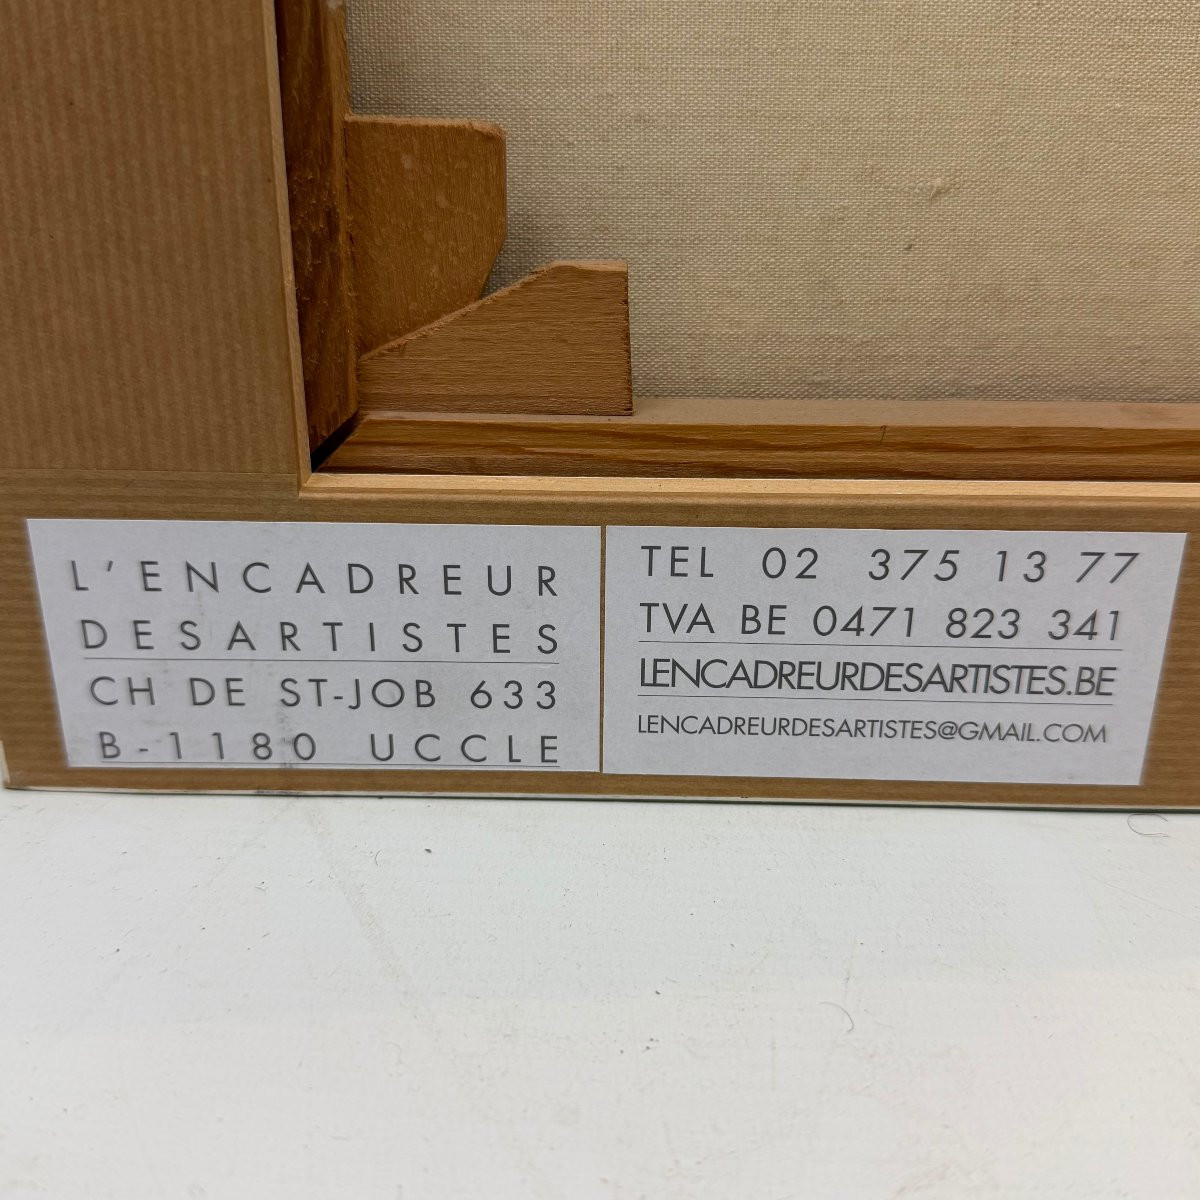 L'ENCADREUR
DESARTISTES
CH DE ST-JOB 633
B-1180 UCCLE
TEL 02 375 13 77
TVA BE 0471 823 341
LENCADREURDESARTISTES.BE
LENCADREURDESARTISTES@GMAIL.COM